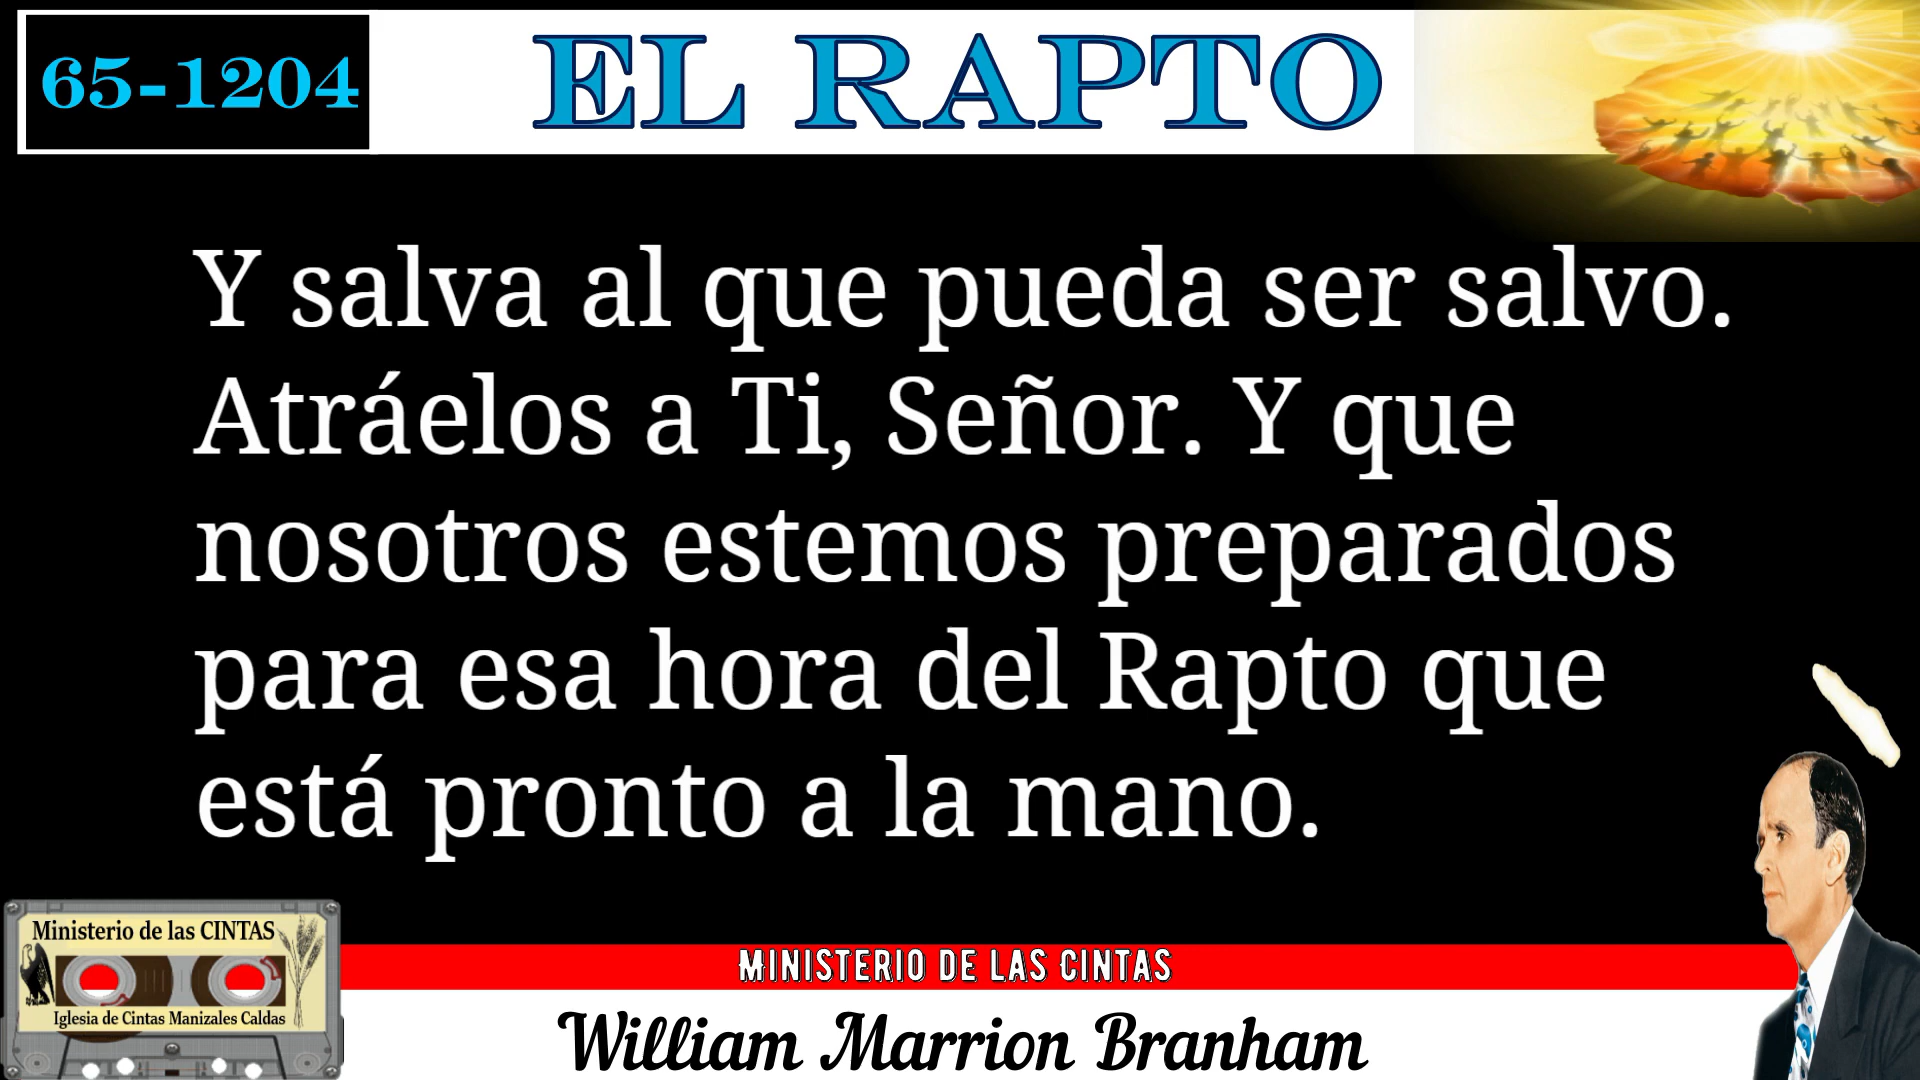 65-1204
EL RAPTO
Y salva al que pueda ser salvo.
Atráelos a Ti, Señor. Y que
nosotros estemos preparados
para esa hora del Rapto que
está pronto a la mano.
Ministerio de las CINTAS
Iglesia de Cintas Manizales Caldas
MINISTERIO DE LAS CINTAS
William Marrion Branham